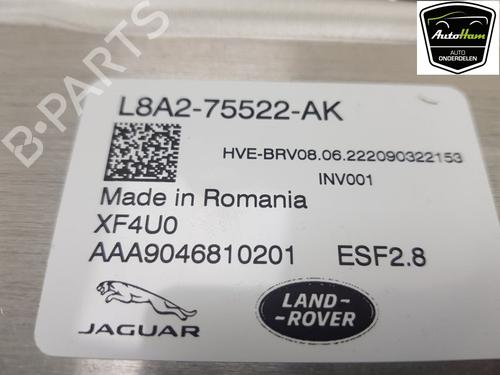 AutoHam
AUTO
ONDERDELEN
B-PARTS
L8A2-75522-AK
HVE-BRV08.06.222090322153
INV001
Made in Romania
XF4U0
AAA9046810201 ESF2.8
JAGUAR
LAND-
-ROVER